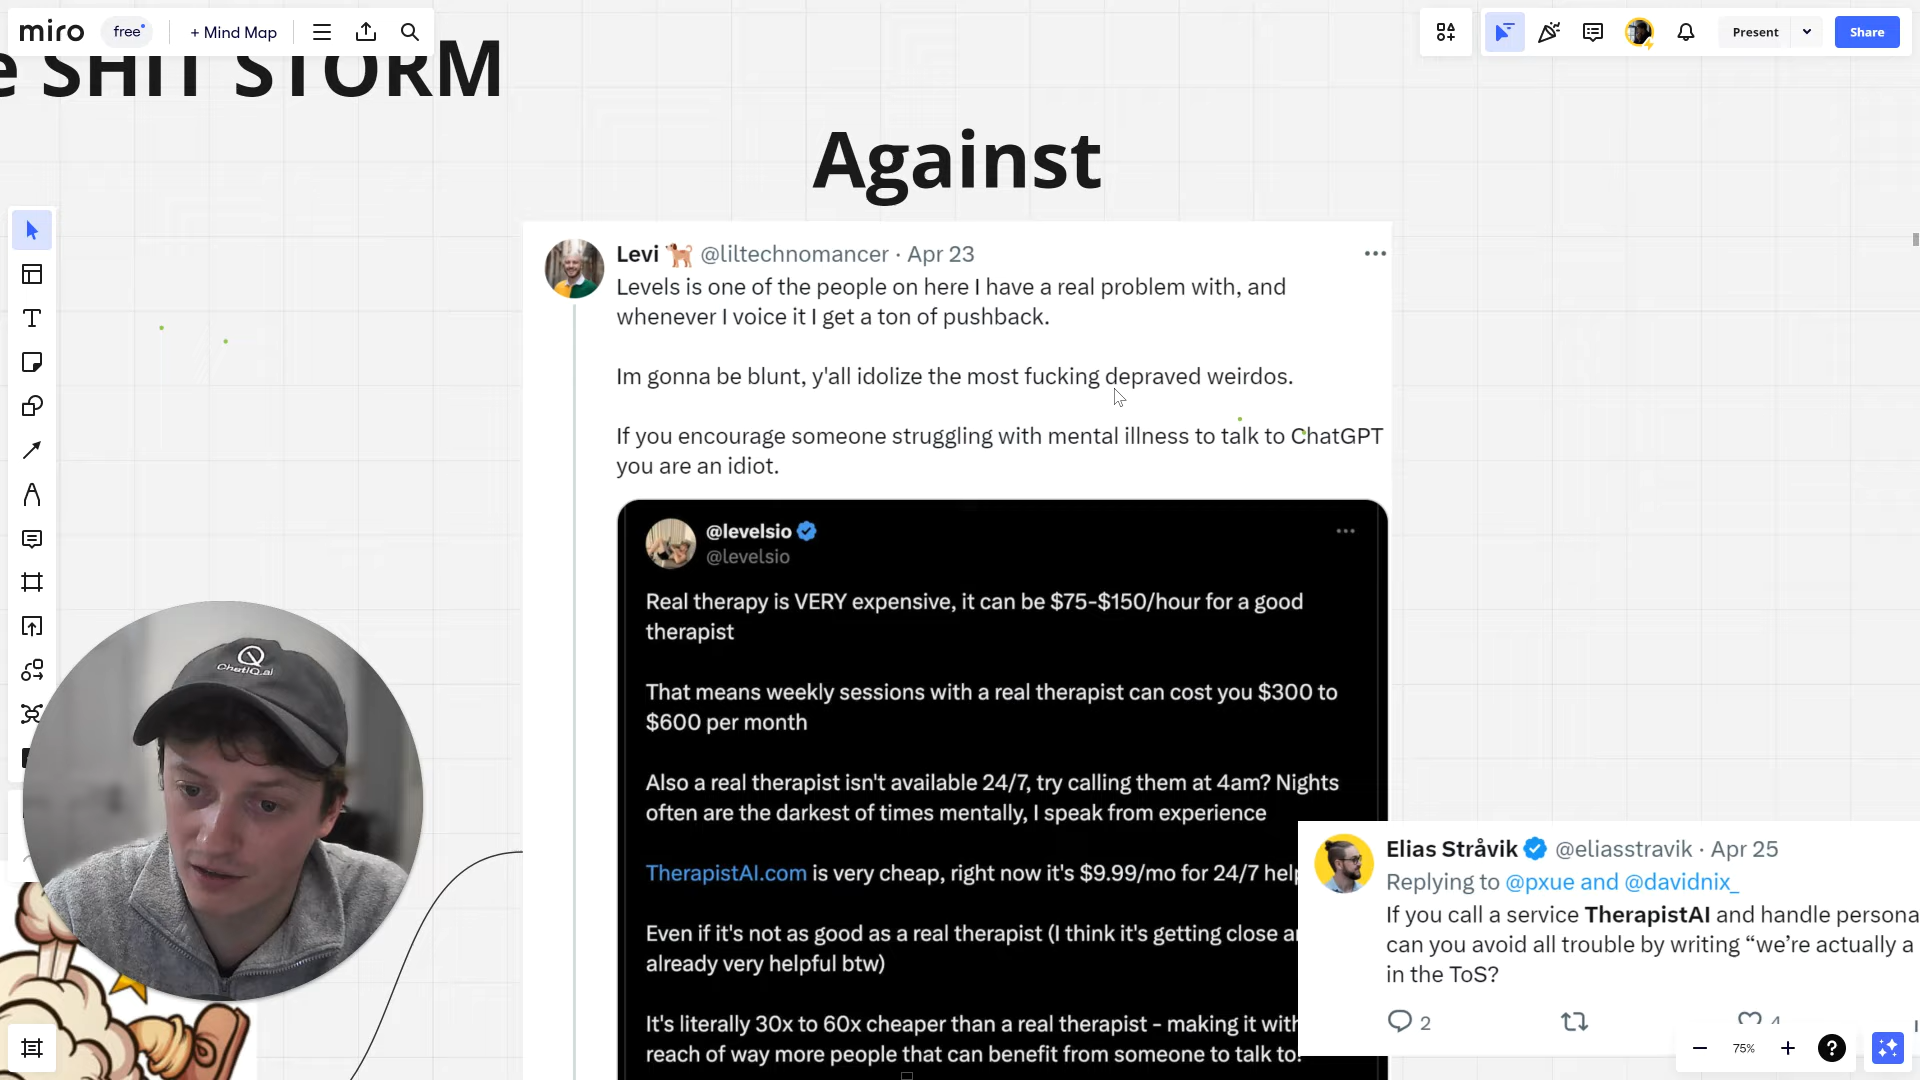 miro
free
+ Mind Map
Present
Share
e SHIT STORM
Against
Levi @liltechnomancer · Apr 23
Levels is one of the people on here I have a real problem with, and
whenever I voice it I get a ton of pushback.
Im gonna be blunt, y'all idolize the most fucking depraved weirdos.
If you encourage someone struggling with mental illness to talk to ChatGPT
you are an idiot.
@levelsio
@levelsio
Real therapy is VERY expensive, it can be $75-$150/hour for a good
therapist
That means weekly sessions with a real therapist can cost you $300 to
$600 per month
Also a real therapist isn't available 24/7, try calling them at 4am? Nights
often are the darkest of times mentally, I speak from experience
TherapistAI.com is very cheap, right now it's $9.99/mo for 24/7 help
Even if it's not as good as a real therapist (I think it's getting close a
already very helpful btw)
It's literally 30x to 60x cheaper than a real therapist - making it with
reach of way more people that can benefit from someone to talk to!
Elias Stråvik @eliasstravik · Apr 25
Replying to @pxue and @davidnix_
If you call a service TherapistAI and handle persona
can you avoid all trouble by writing “we’re actually a
in the ToS?
2
4
75%
ChatIQ.ai